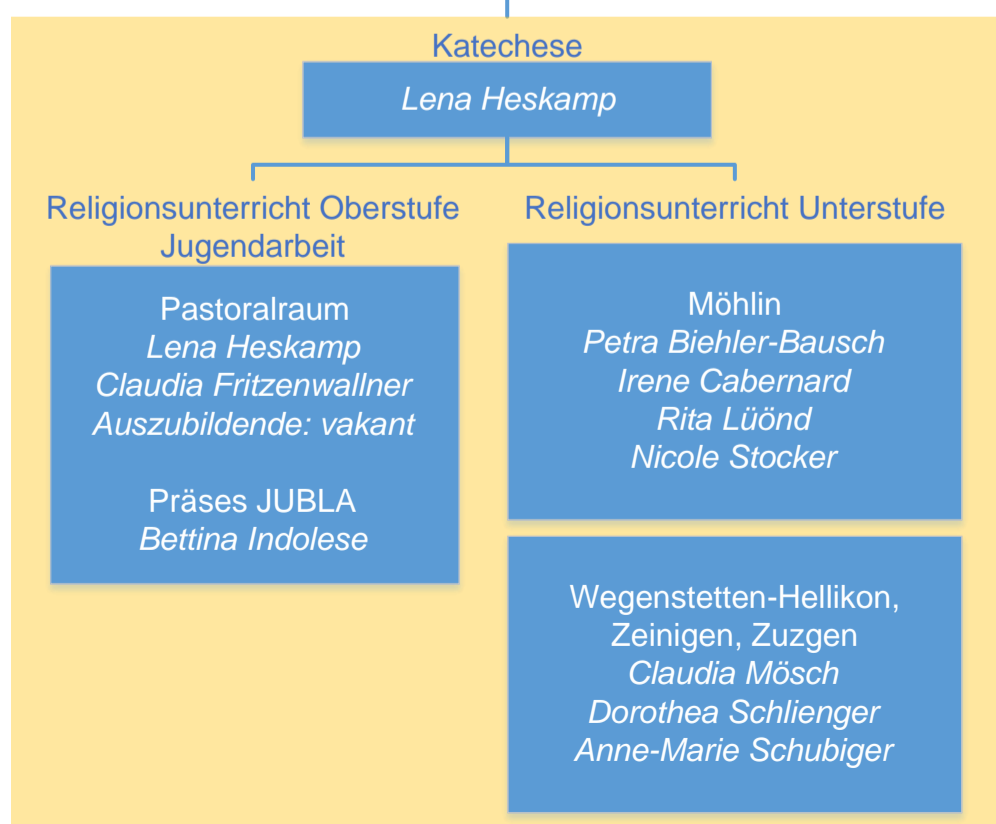 Katechese
Lena Heskamp
Religionsunterricht Oberstufe
Jugendarbeit
Pastoralraum
Lena Heskamp
Claudia Fritzenwallner
Auszubildende: vakant
Präses JUBLA
Bettina Indolese
Religionsunterricht Unterstufe
Möhlin
Petra Biehler-Bausch
Irene Cabernard
Rita Lüönd
Nicole Stocker
Wegenstetten-Hellikon,
Zeinigen, Zuzgen
Claudia Mösch
Dorothea Schlienger
Anne-Marie Schubiger